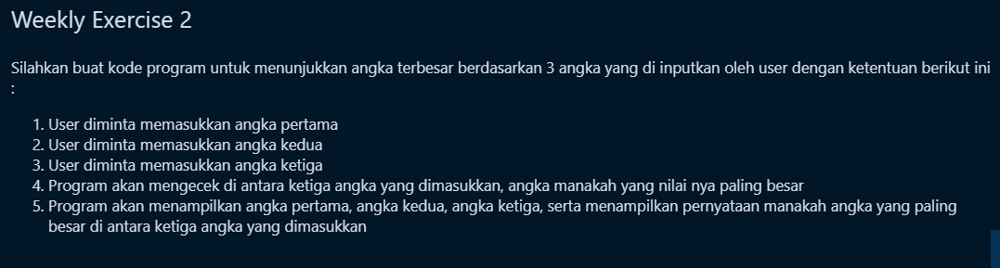 Weekly Exercise 2
Silahkan buat kode program untuk menunjukkan angka terbesar berdasarkan 3 angka yang di inputkan oleh user dengan ketentuan berikut ini
:
1. User diminta memasukkan angka pertama
2. User diminta memasukkan angka kedua
3. User diminta memasukkan angka ketiga
4. Program akan mengecek di antara ketiga angka yang dimasukkan, angka manakah yang nilai nya paling besar
5. Program akan menampilkan angka pertama, angka kedua, angka ketiga, serta menampilkan pernyataan manakah angka yang paling
besar di antara ketiga angka yang dimasukkan